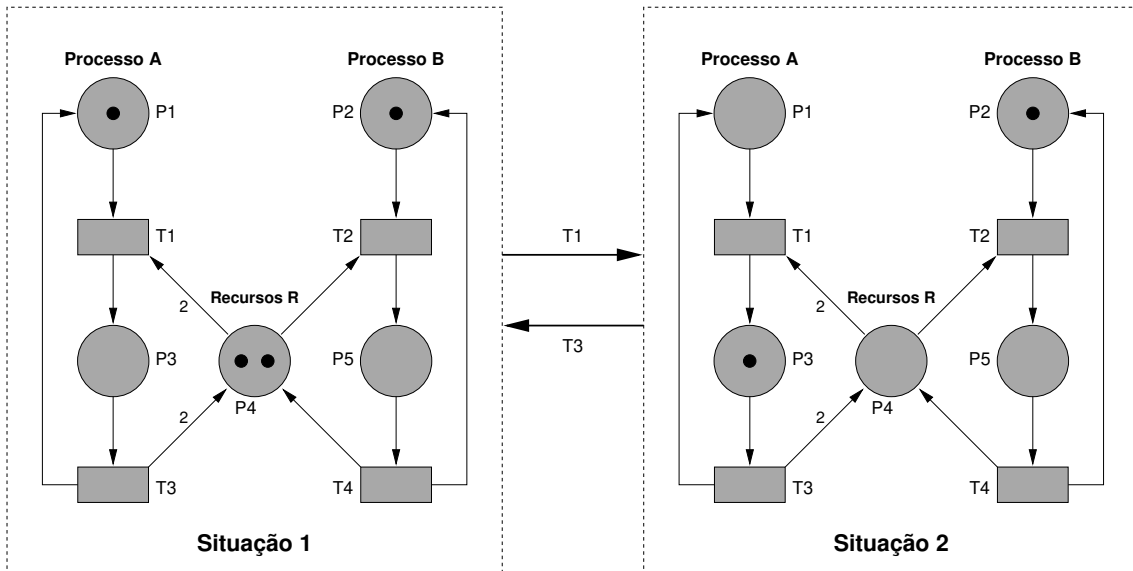 Processo A
Processo B
P1
P2
T1
T2
2
Recursos R
P3
P5
P4
2
T3
T4
Situação 1
T1
T3
Processo A
Processo B
P1
P2
T1
T2
2
Recursos R
P3
P5
P4
2
T3
T4
Situação 2